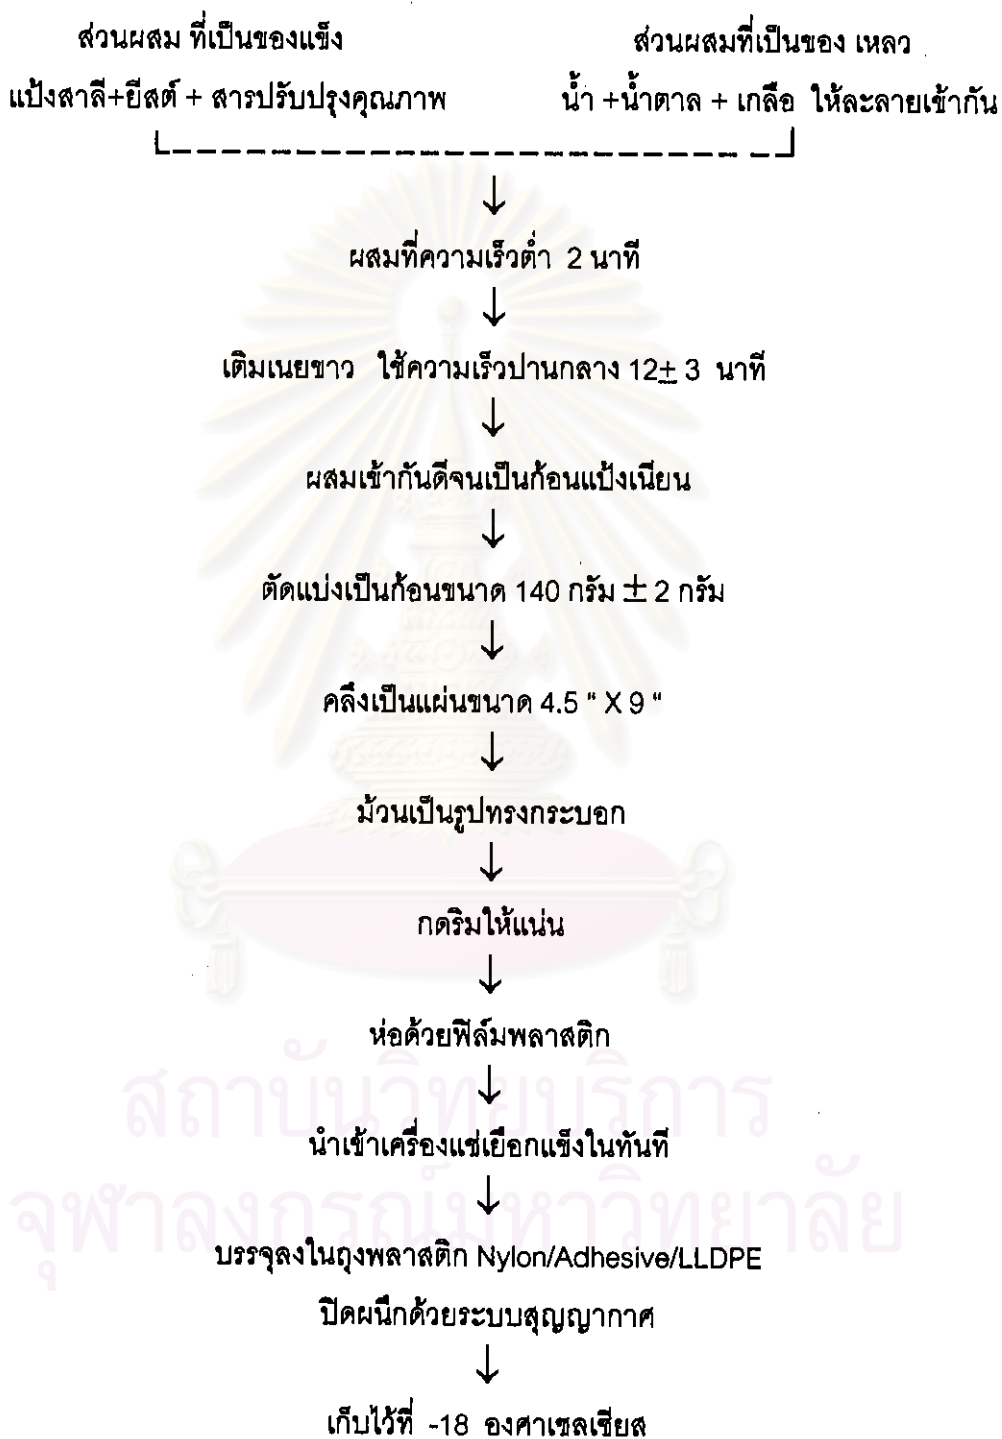 ส่วนผสม ที่เป็นของแข็ง
ส่วนผสมที่เป็นของ เหลว
แป้งสาลี+ยีสต์ + สารปรับปรุงคุณภาพ
น้ำ +น้ำตาล + เกลือ ให้ละลายเข้ากัน
ผสมที่ความเร็วต่ำ 2 นาที
เติมเนยขาว ใช้ความเร็วปานกลาง 12± 3 นาที
ผสมเข้ากันดีจนเป็นก้อนแป้งเนียน
ตัดแบ่งเป็นก้อนขนาด 140 กรัม ± 2 กรัม
คลึงเป็นแผ่นขนาด 4.5 " X 9 "
ม้วนเป็นรูปทรงกระบอก
กดริมให้แน่น
ห่อด้วยฟิล์มพลาสติก
นำเข้าเครื่องแช่เยือกแข็งในทันที
บรรจุลงในถุงพลาสติก Nylon/Adhesive/LLDPE
ปิดผนึกด้วยระบบสุญญากาศ
เก็บไว้ที่ -18 องศาเซลเซียส
สถาบันวิทยบริการ
จุฬาลงกรณ์มหาวิทยาลัย